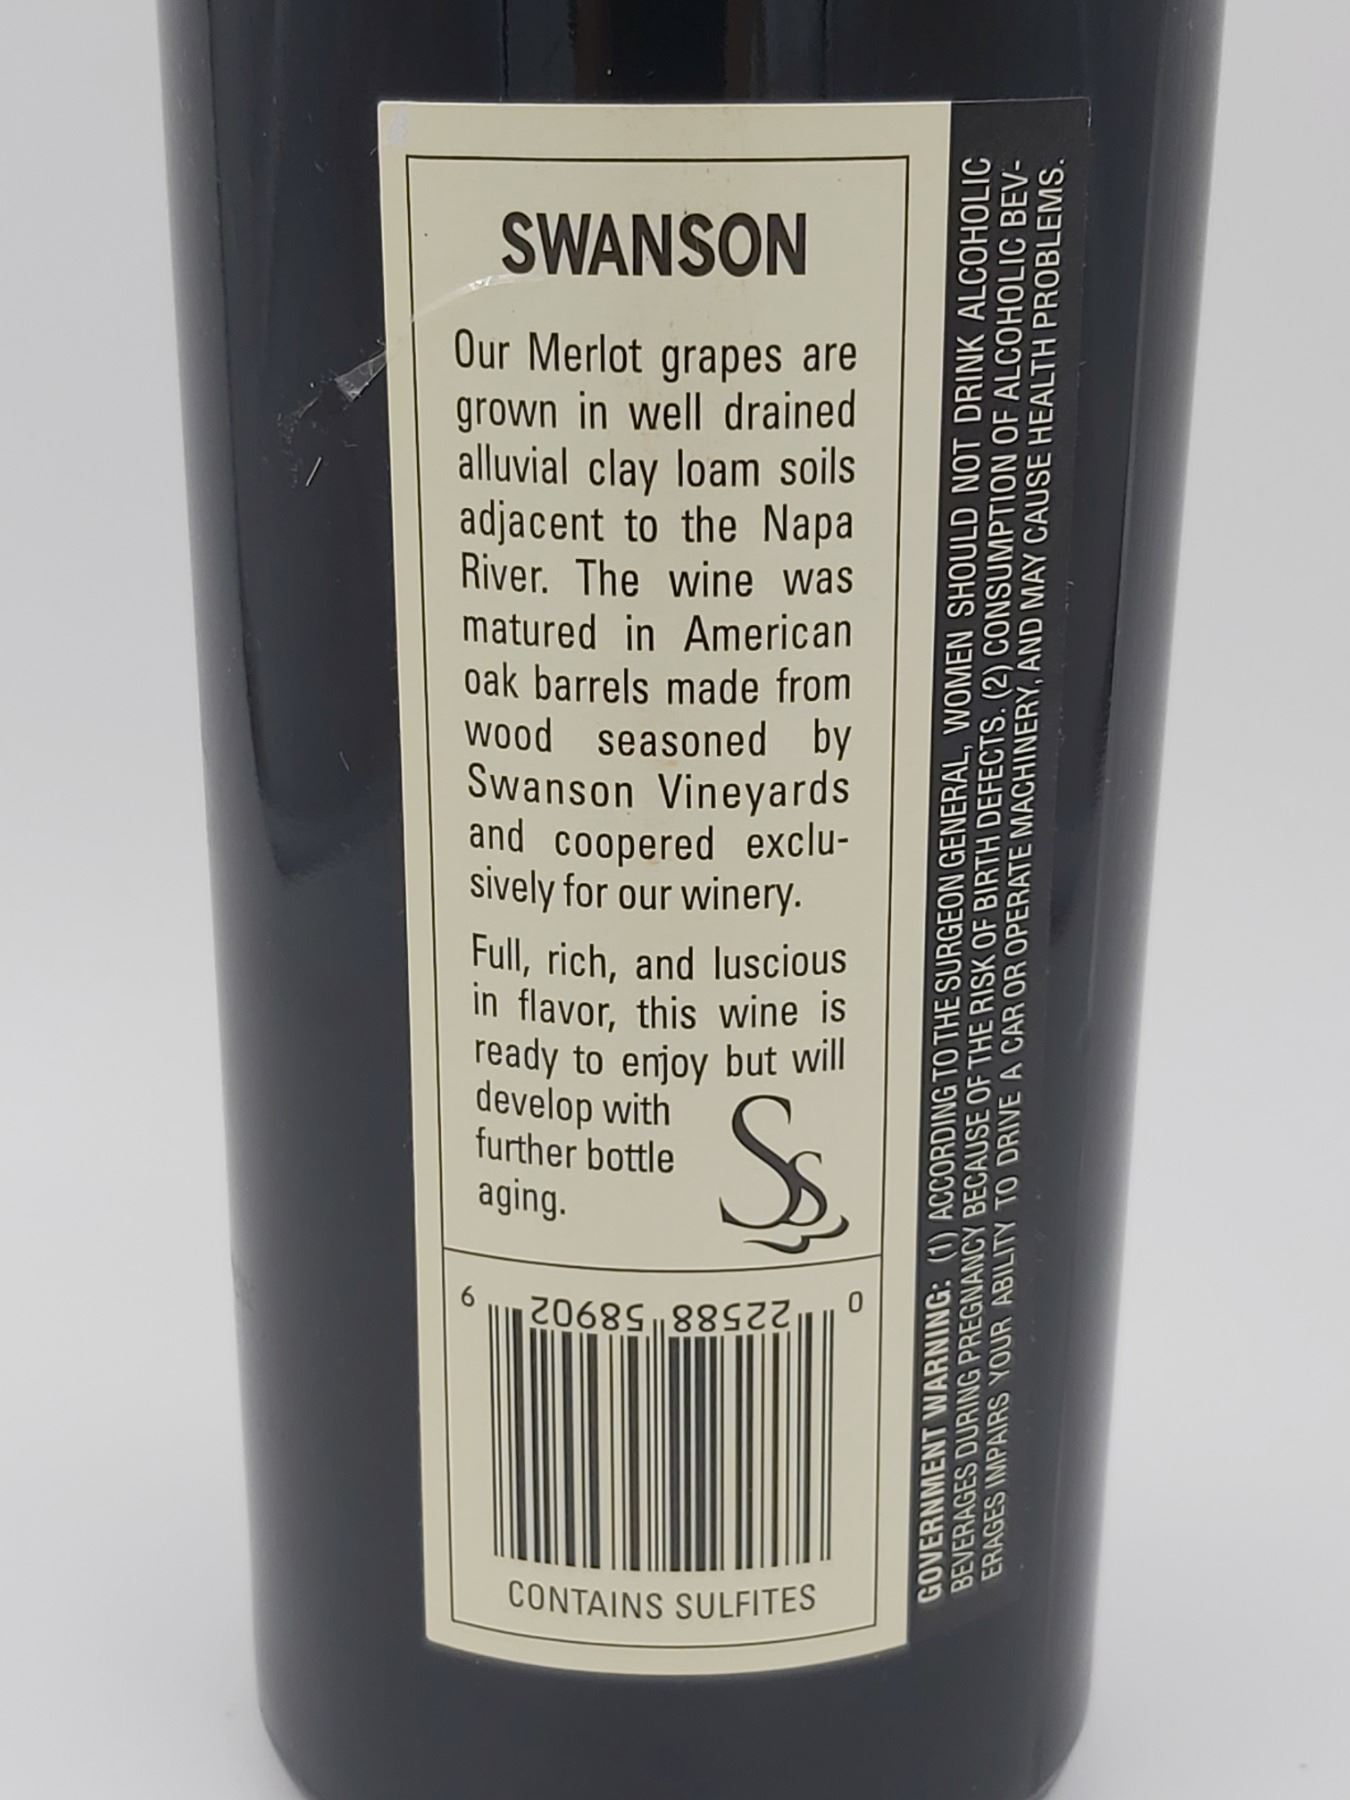 SWANSON
Our Merlot grapes are
grown in well drained
alluvial clay loam soils
adjacent to the Napa
River. The wine was
matured in American
oak barrels made from
wood seasoned by
Swanson Vineyards
and coopered exclu-
sively for our winery.
Full, rich, and luscious
in flavor, this wine is
ready to enjoy but will
develop with
further bottle
aging.
Ss
0 22588 58902 9
CONTAINS SULFITES
GOVERNMENT WARNING: (1) ACCORDING TO THE SURGEON GENERAL, WOMEN SHOULD NOT DRINK ALCOHOLIC
BEVERAGES DURING PREGNANCY BECAUSE OF THE RISK OF BIRTH DEFECTS. (2) CONSUMPTION OF ALCOHOLIC BEV-
ERAGES IMPAIRS YOUR ABILITY TO DRIVE A CAR OR OPERATE MACHINERY, AND MAY CAUSE HEALTH PROBLEMS.